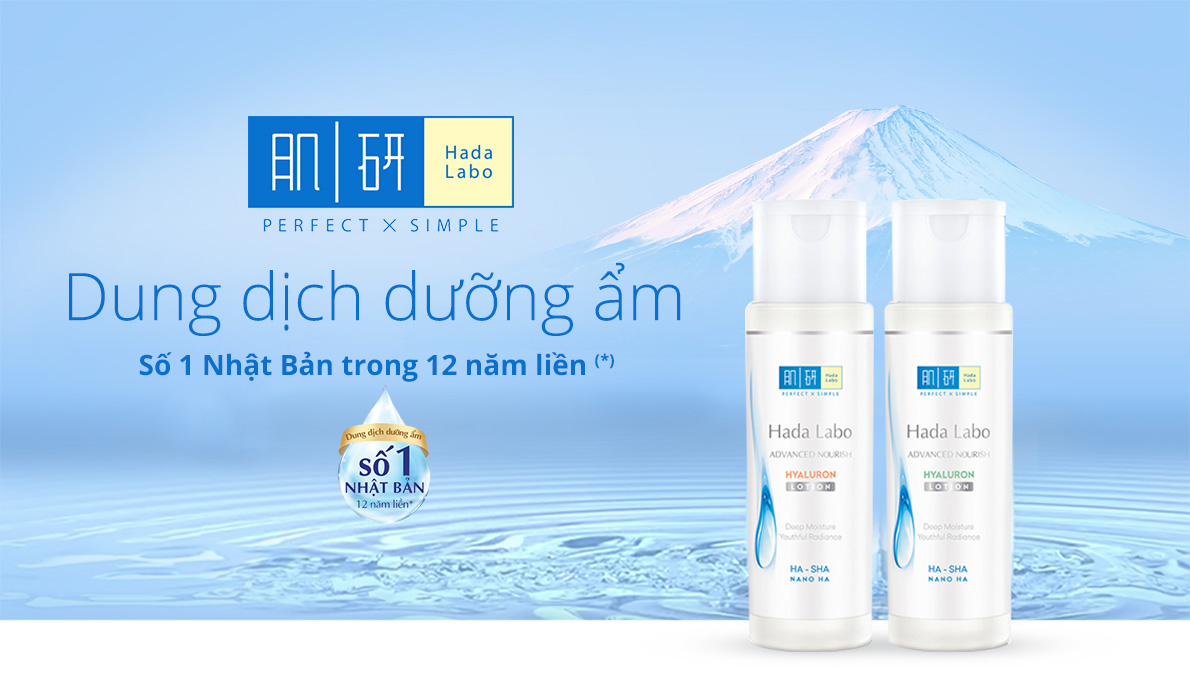 肌研
Hada
Labo
PERFECT X SIMPLE
Dung dịch dưỡng ẩm
Số 1 Nhật Bản trong 12 năm liền (*)
Dung dịch dưỡng ẩm
số 1
NHẬT BẢN
12 năm liền*
肌研
Hada
Labo
PERFECT X SIMPLE
Hada Labo
ADVANCED NOURISH
HYALURON
LOTION
Deep Moisture
Youthful Radiance
HA - SHA
NANO HA
肌研
Hada
Labo
PERFECT X SIMPLE
Hada Labo
ADVANCED NOURISH
HYALURON
LOTION
Deep Moisture
Youthful Radiance
HA - SHA
NANO HA